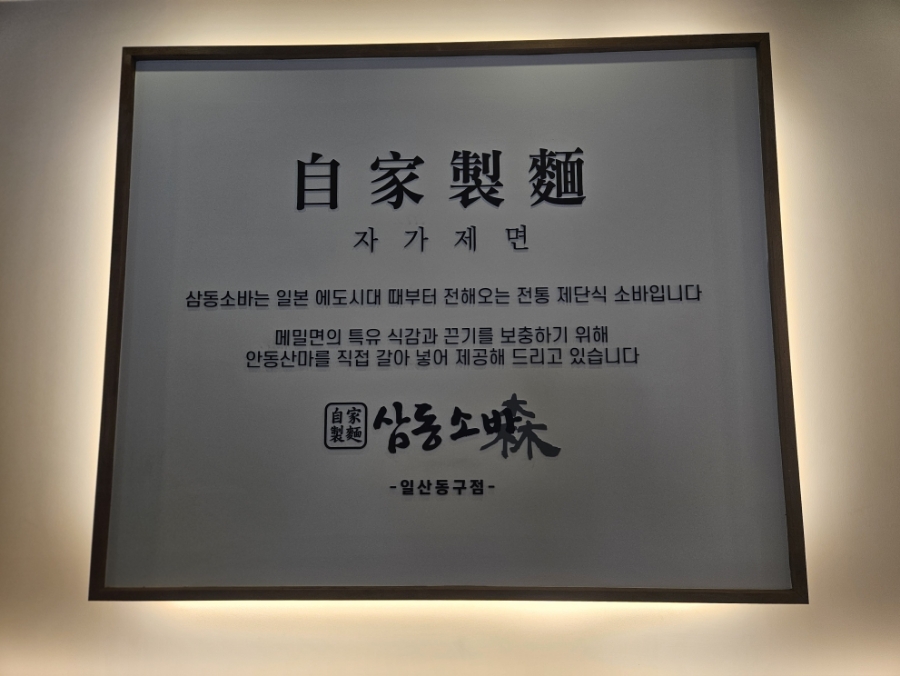 自家製麵
자가제면
삼동소바는 일본 에도시대 때부터 전해오는 전통 제단식 소바입니다
메밀면의 특유 식감과 끈기를 보충하기 위해
안동산마를 직접 갈아 넣어 제공해 드리고 있습니다
自家製麵 삼동소바 森
-일산동구점-